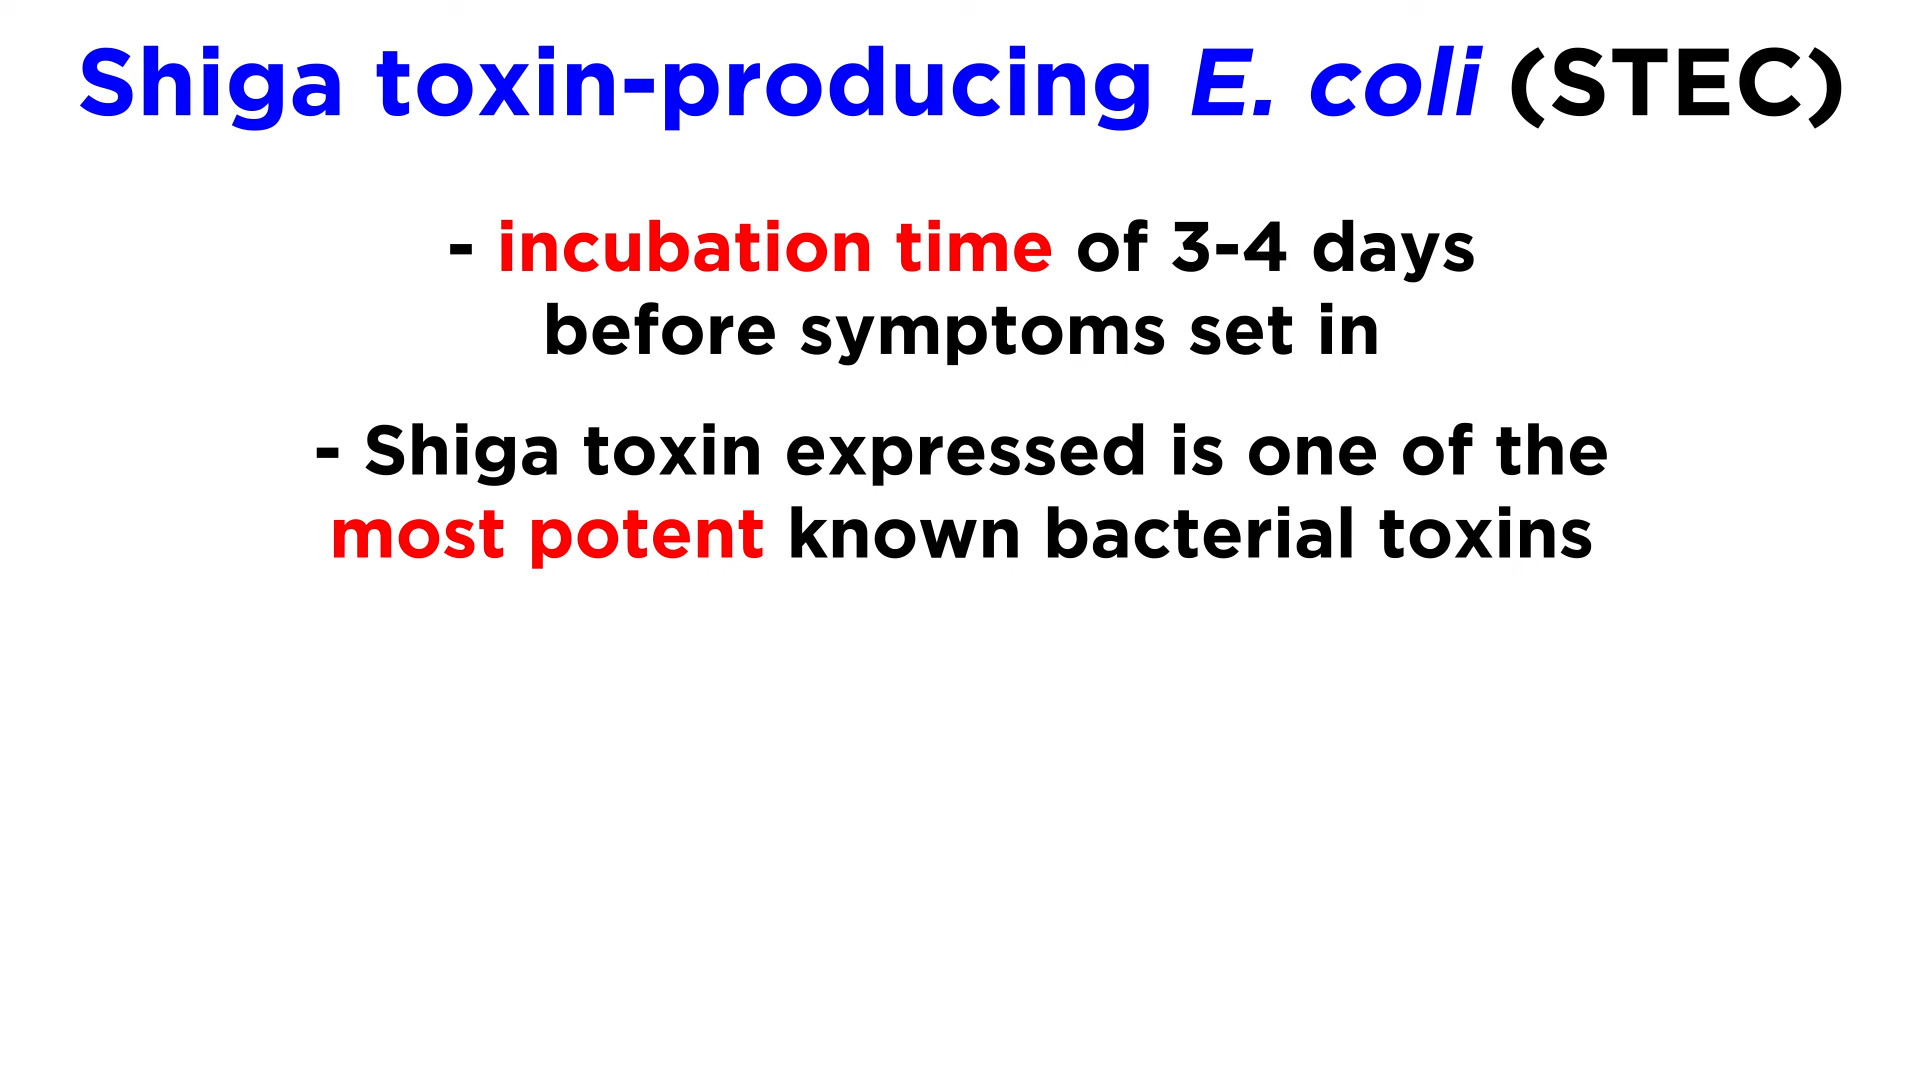 Shiga toxin-producing E. coli (STEC)
- incubation time of 3-4 days
before symptoms set in
- Shiga toxin expressed is one of the
most potent known bacterial toxins